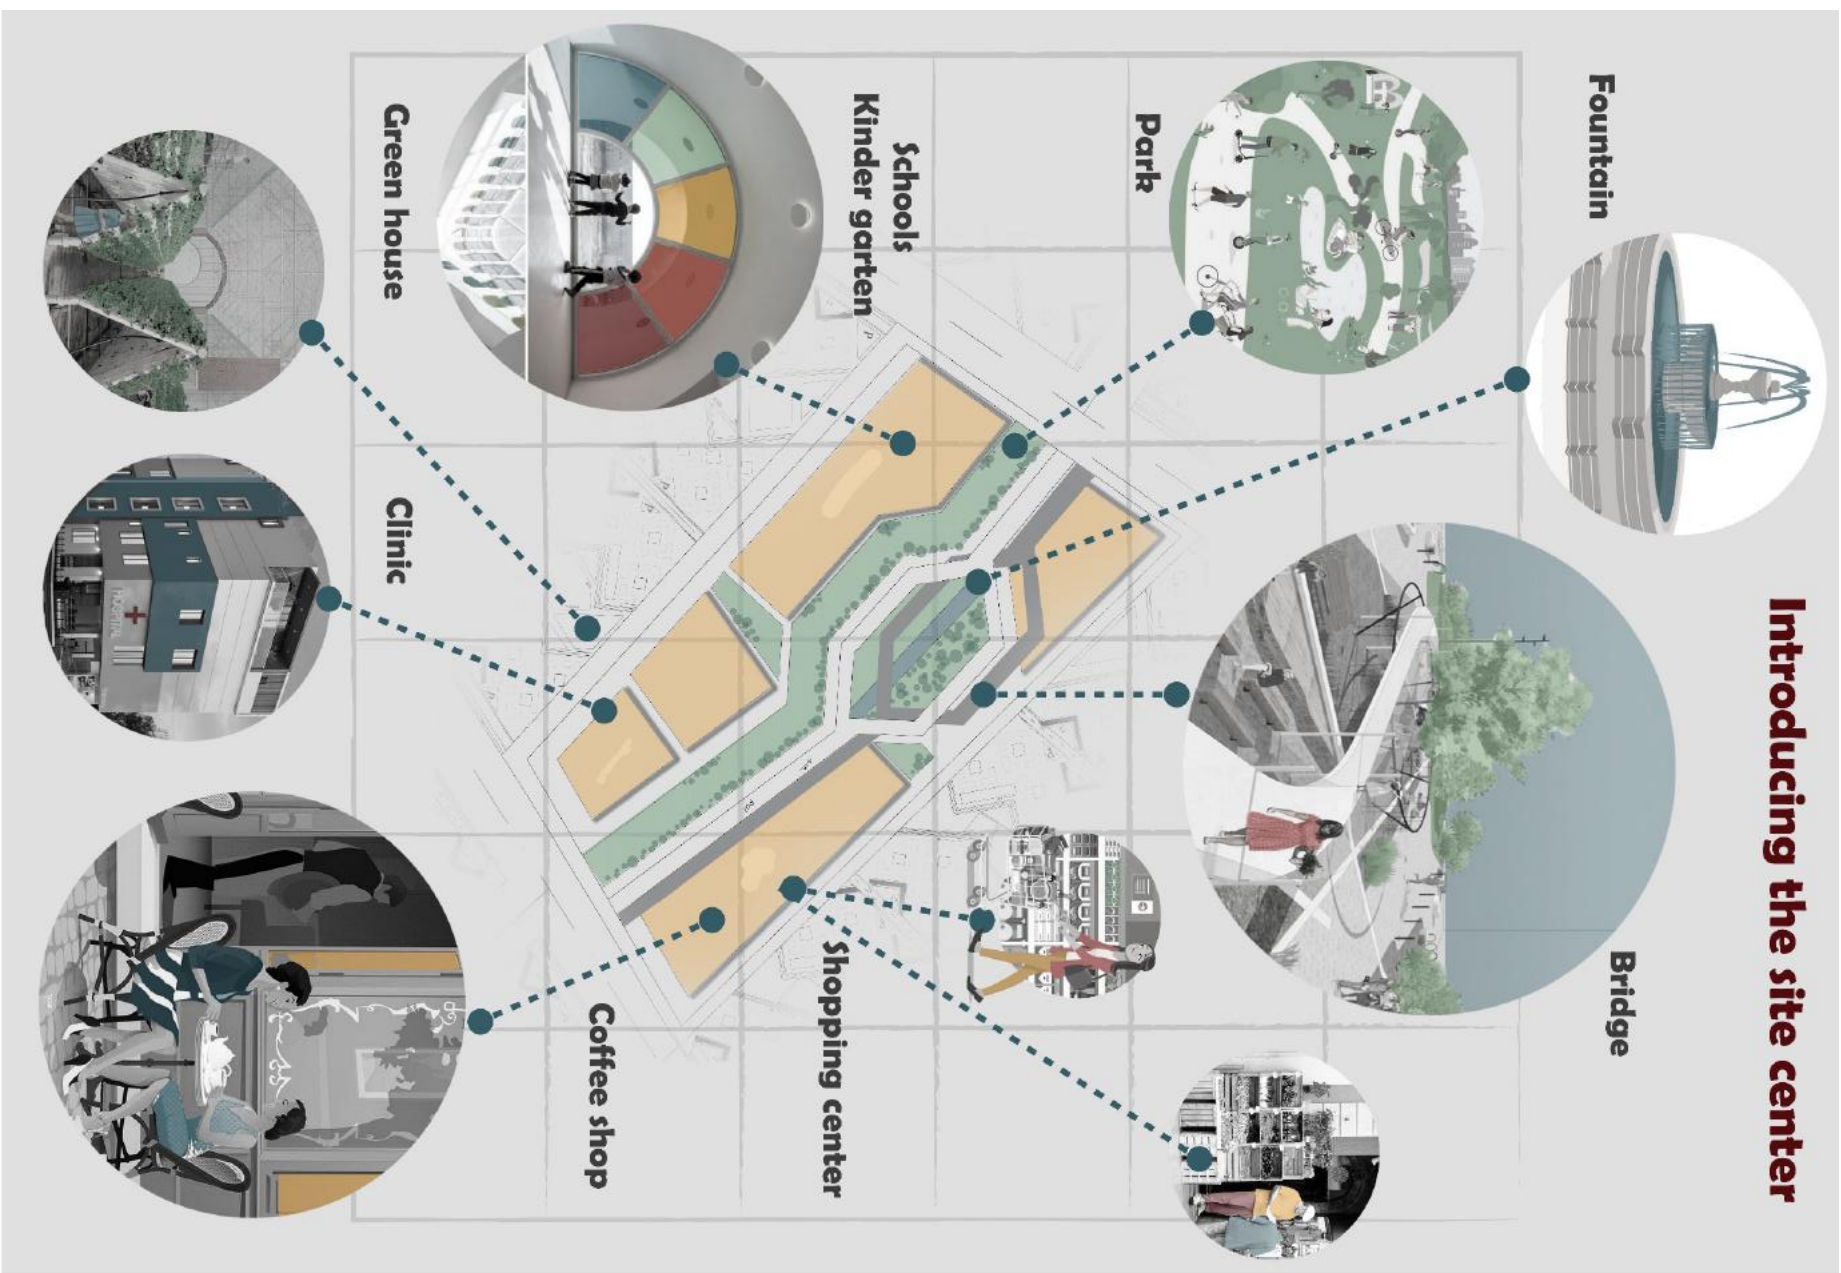 Introducing the site center
Fountain
Bridge
Park
Schools
Kinder garten
Shopping center
Coffee shop
Green house
Clinic
HOSPITAL